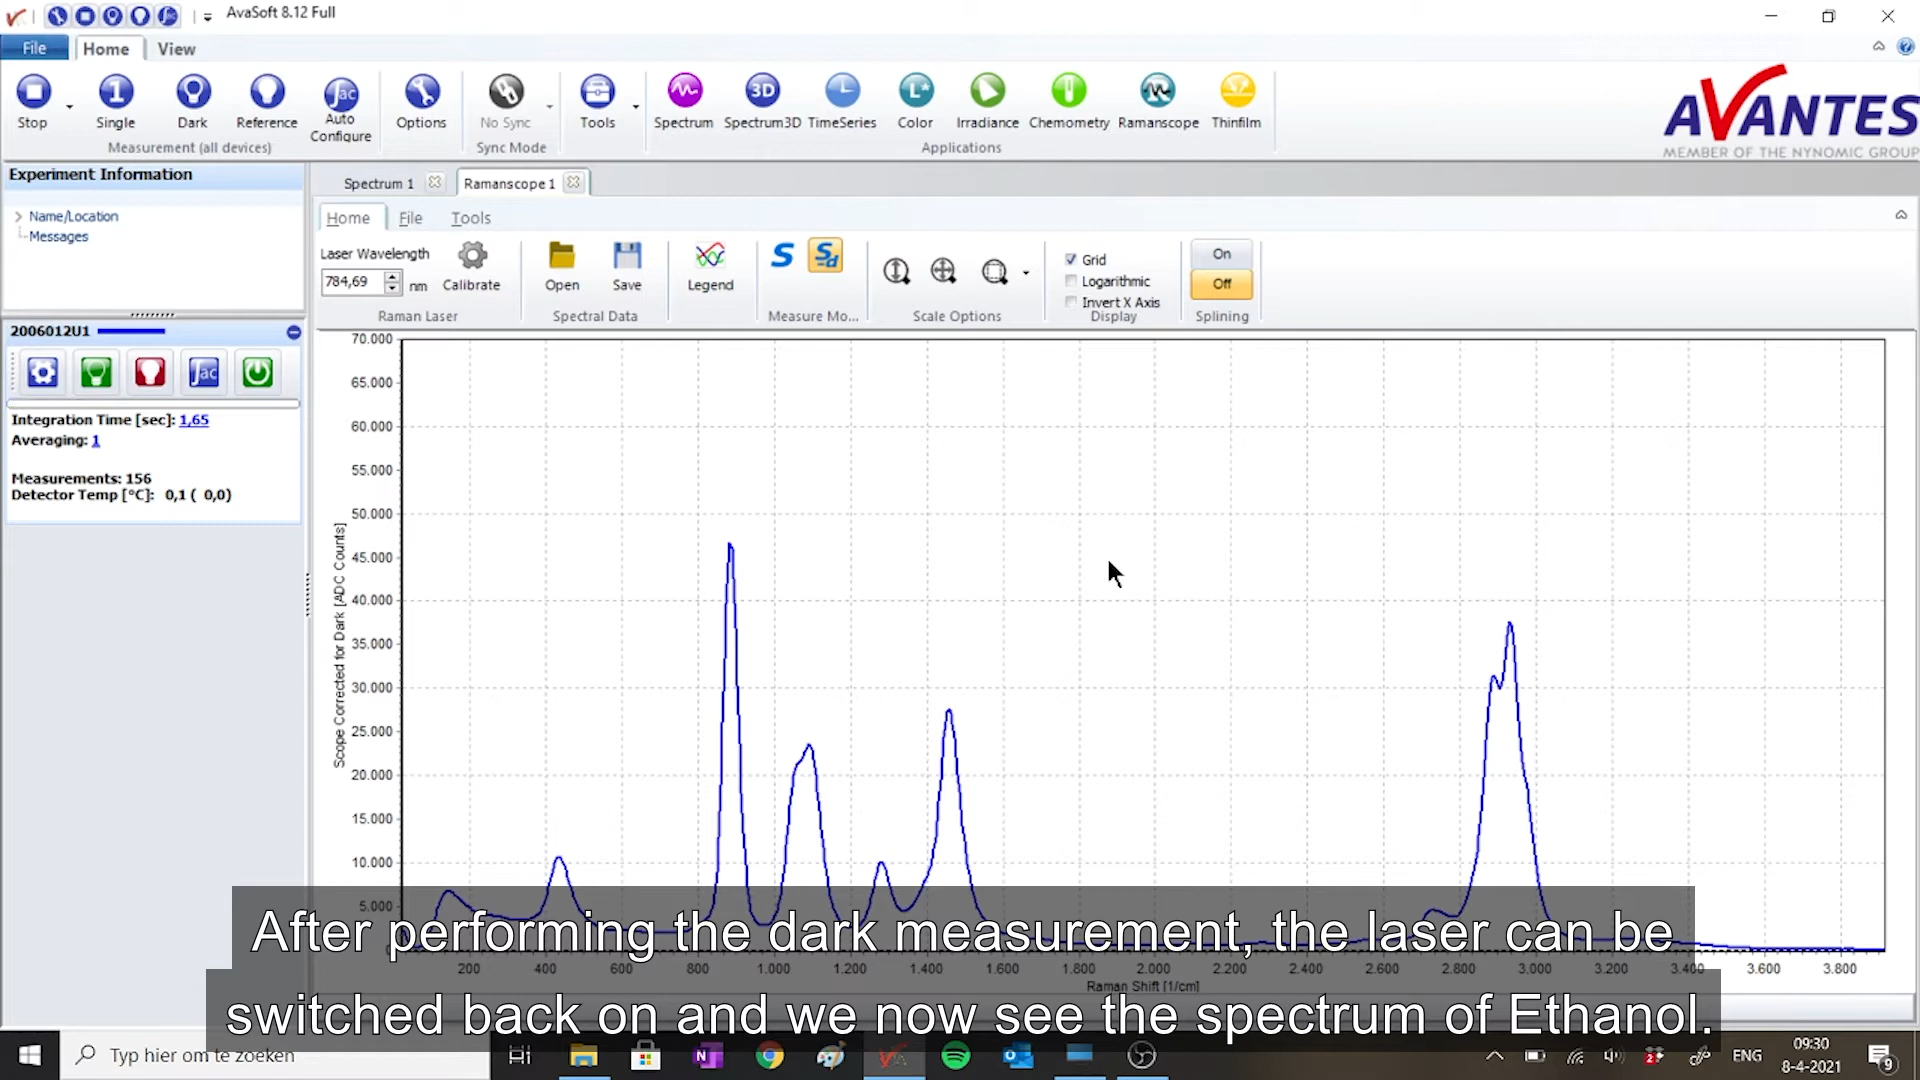 AvaSoft 8.12 Full
File Home View
Stop Single Dark Reference Auto Configure Options No Sync Tools Spectrum Spectrum3D TimeSeries Color Irradiance Chemometry Ramanscope Thinfilm
Measurement (all devices) Sync Mode Applications
AVANTES
MEMBER OF THE NYNOMIC GROUP
Experiment Information
Name/Location
Messages
Spectrum 1 Ramanscope 1
Home File Tools
Laser Wavelength
784,69 nm Calibrate Open Save Legend S S-d
Grid
Logarithmic
Invert X Axis
On
Off
Raman Laser Spectral Data Measure Mo... Scale Options Display Splining
2006012U1
Jac
Integration Time [sec]: 1,65
Averaging: 1
Measurements: 156
Detector Temp [°C]: 0,1 ( 0,0)
Scope Corrected for Dark [ADC Counts]
70.000
65.000
60.000
55.000
50.000
45.000
40.000
35.000
30.000
25.000
20.000
15.000
10.000
5.000
200 400 600 800 1.000 1.200 1.400 1.600 1.800 2.000 2.200 2.400 2.600 2.800 3.000 3.200 3.400 3.600 3.800
Raman Shift [1/cm]
After performing the dark measurement, the laser can be
switched back on and we now see the spectrum of Ethanol.
Typ hier om te zoeken
ENG
09:30
8-4-2021
2
9